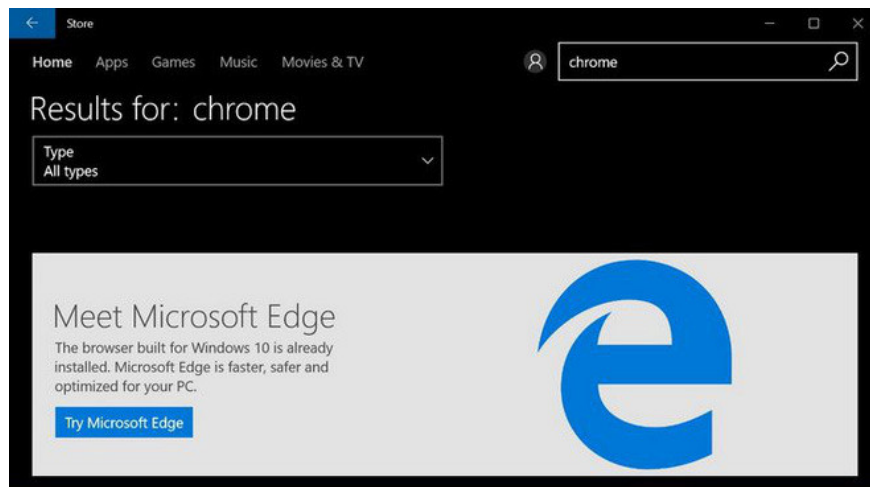 Store
Home Apps Games Music Movies & TV
chrome
Results for: chrome
Type
All types
Meet Microsoft Edge
The browser built for Windows 10 is already
installed. Microsoft Edge is faster, safer and
optimized for your PC.
Try Microsoft Edge